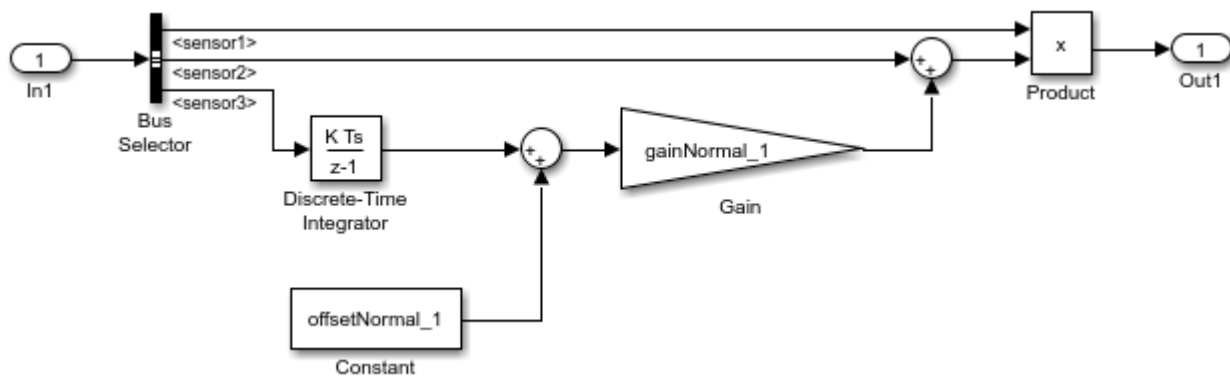 1
In1
<sensor1>
<sensor2>
<sensor3>
Bus
Selector
K Ts
z-1
Discrete-Time
Integrator
+
+
offsetNormal_1
Constant
gainNormal_1
Gain
+
+
x
Product
1
Out1